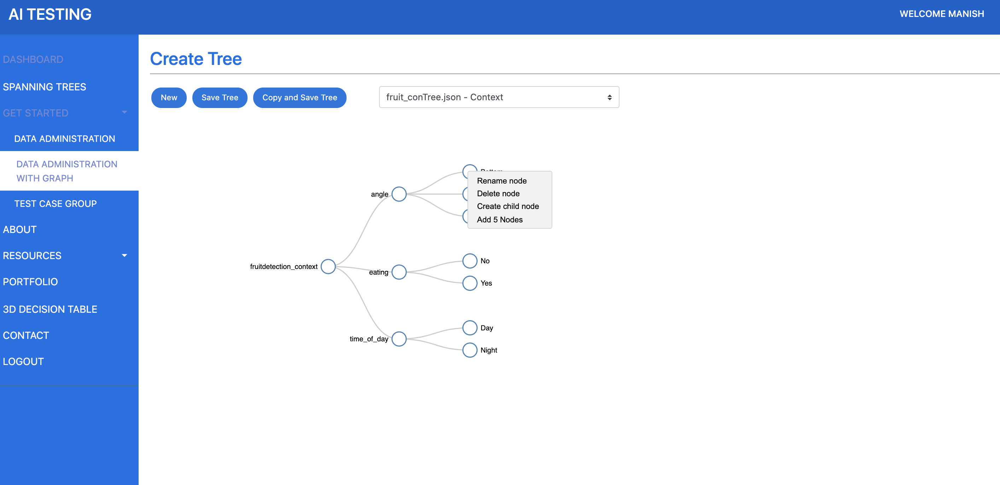 AI TESTING
WELCOME MANISH
DASHBOARD
SPANNING TREES
GET STARTED
DATA ADMINISTRATION
DATA ADMINISTRATION
WITH GRAPH
TEST CASE GROUP
ABOUT
RESOURCES
PORTFOLIO
3D DECISION TABLE
CONTACT
LOGOUT
Create Tree
New
Save Tree
Copy and Save Tree
fruit_conTree.json - Context
Rename node
Delete node
Create child node
Add 5 Nodes
angle
fruitdetection_context
eating
No
Yes
time_of_day
Day
Night